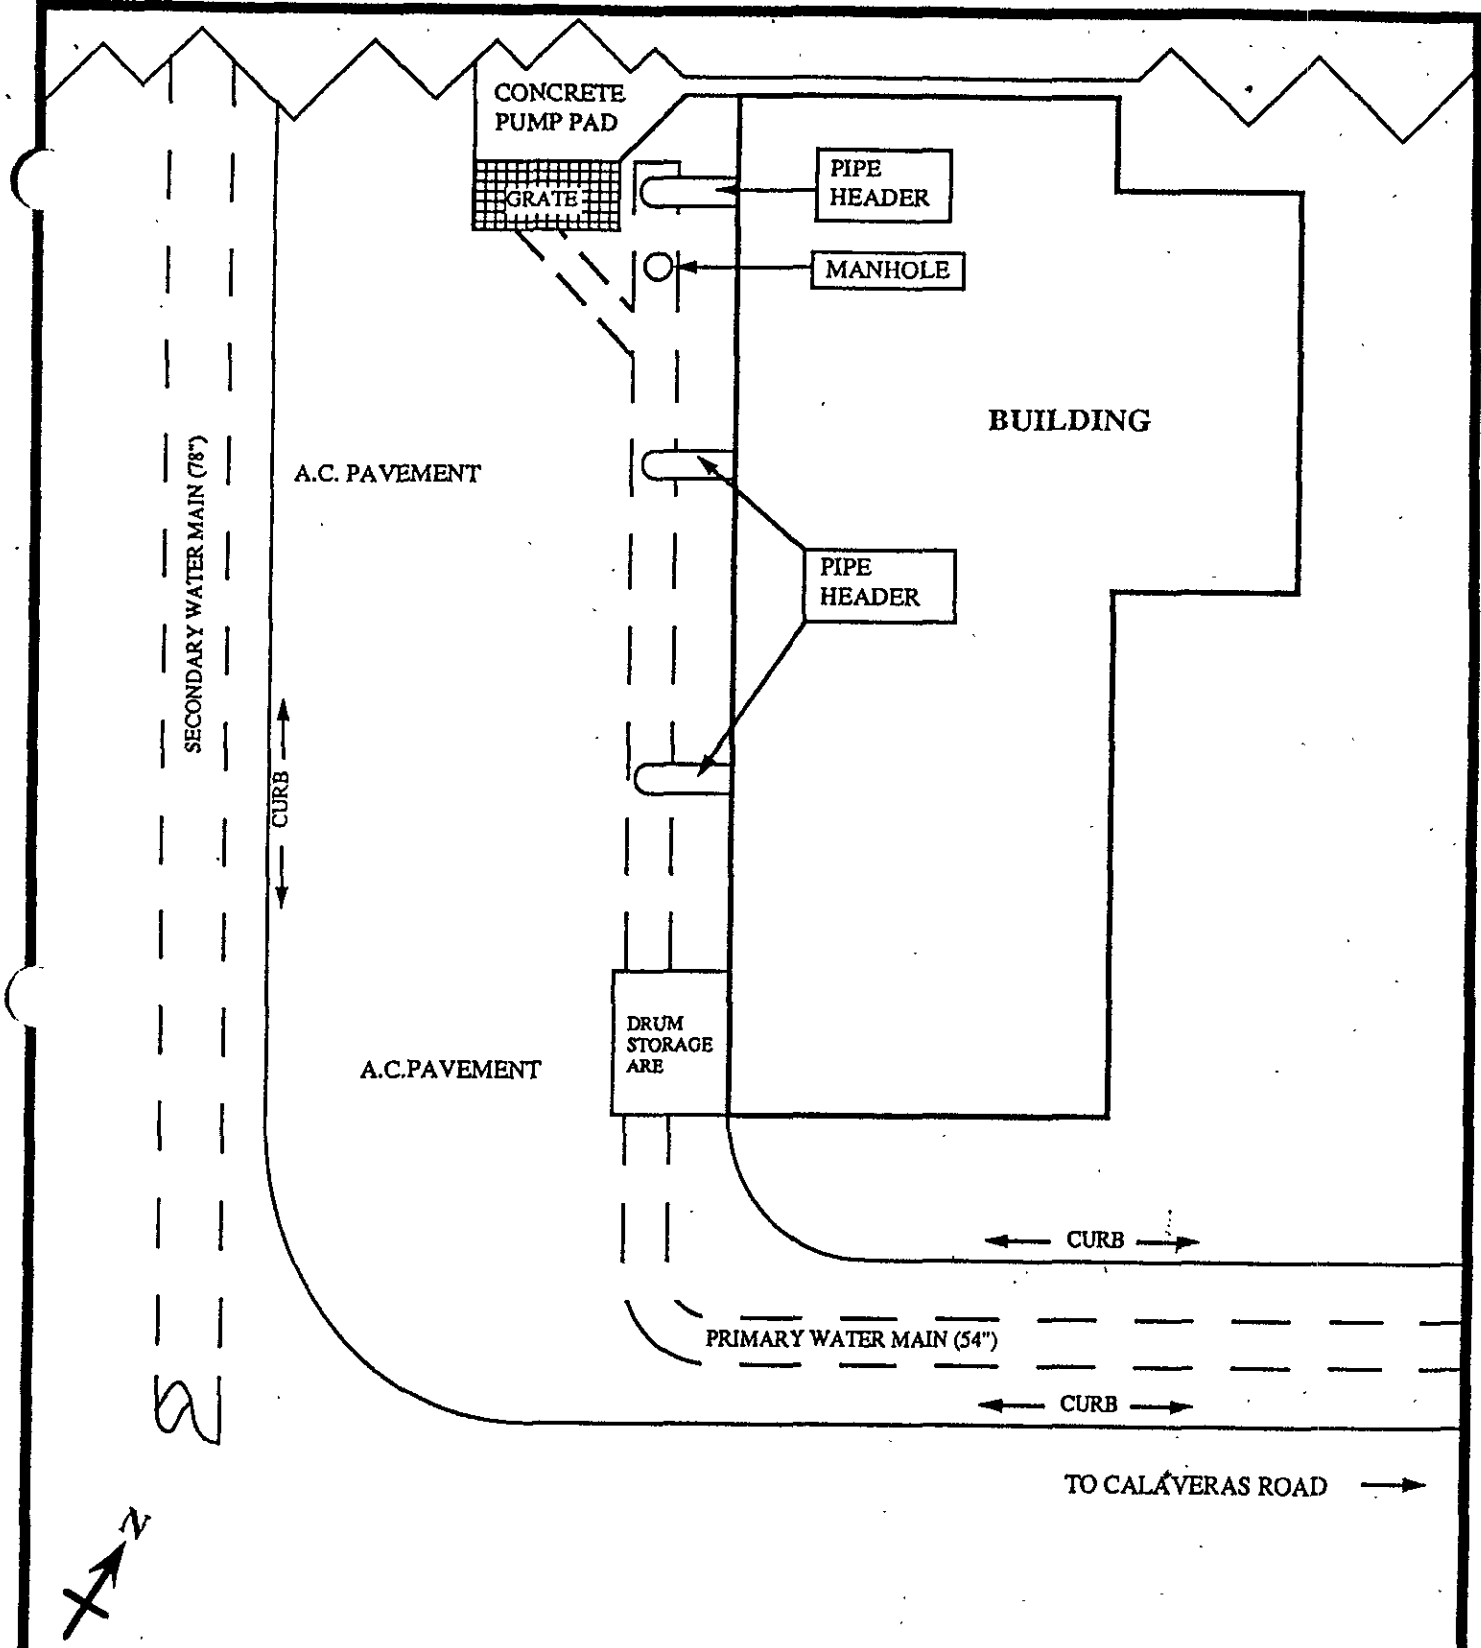 CONCRETE
PUMP PAD
GRATE
PIPE
HEADER
MANHOLE
BUILDING
A.C. PAVEMENT
SECONDARY WATER MAIN (78")
PIPE
HEADER
CURB
DRUM
STORAGE
ARE
A.C.PAVEMENT
CURB
PRIMARY WATER MAIN (54")
CURB
TO CALAVERAS ROAD
N